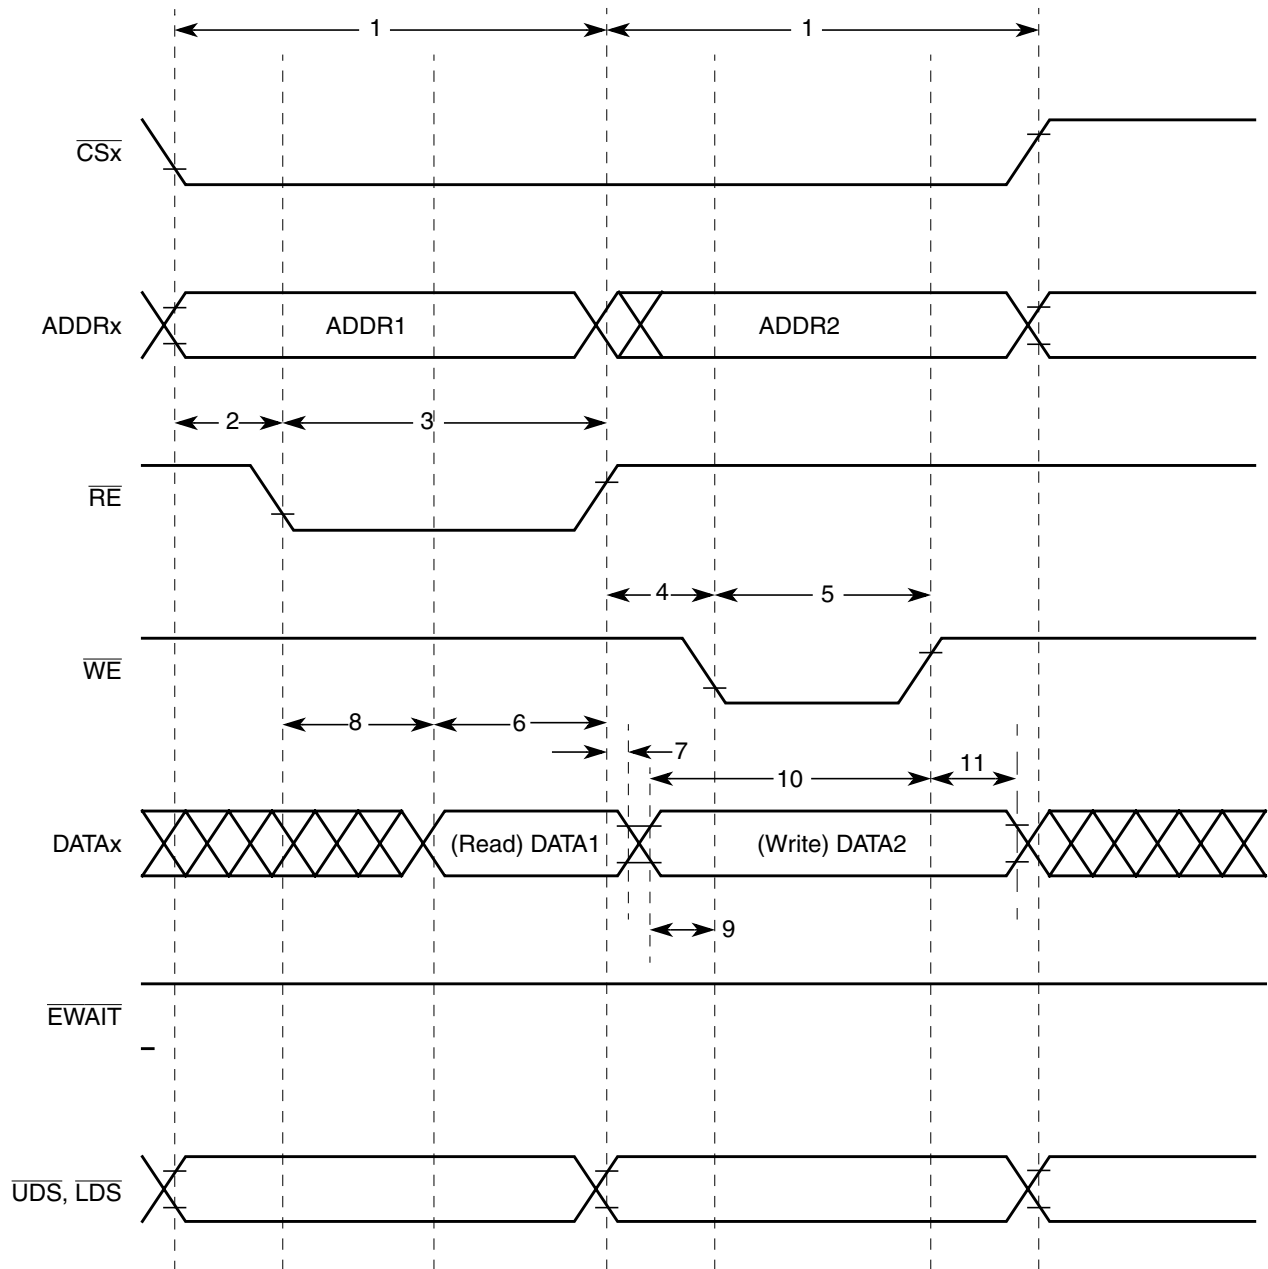 1 1
CSx
ADDRx ADDR1 ADDR2
2 3
RE
4 5
WE
8 6
7
10 11
DATAx (Read) DATA1 (Write) DATA2
9
EWAIT
UDS, LDS